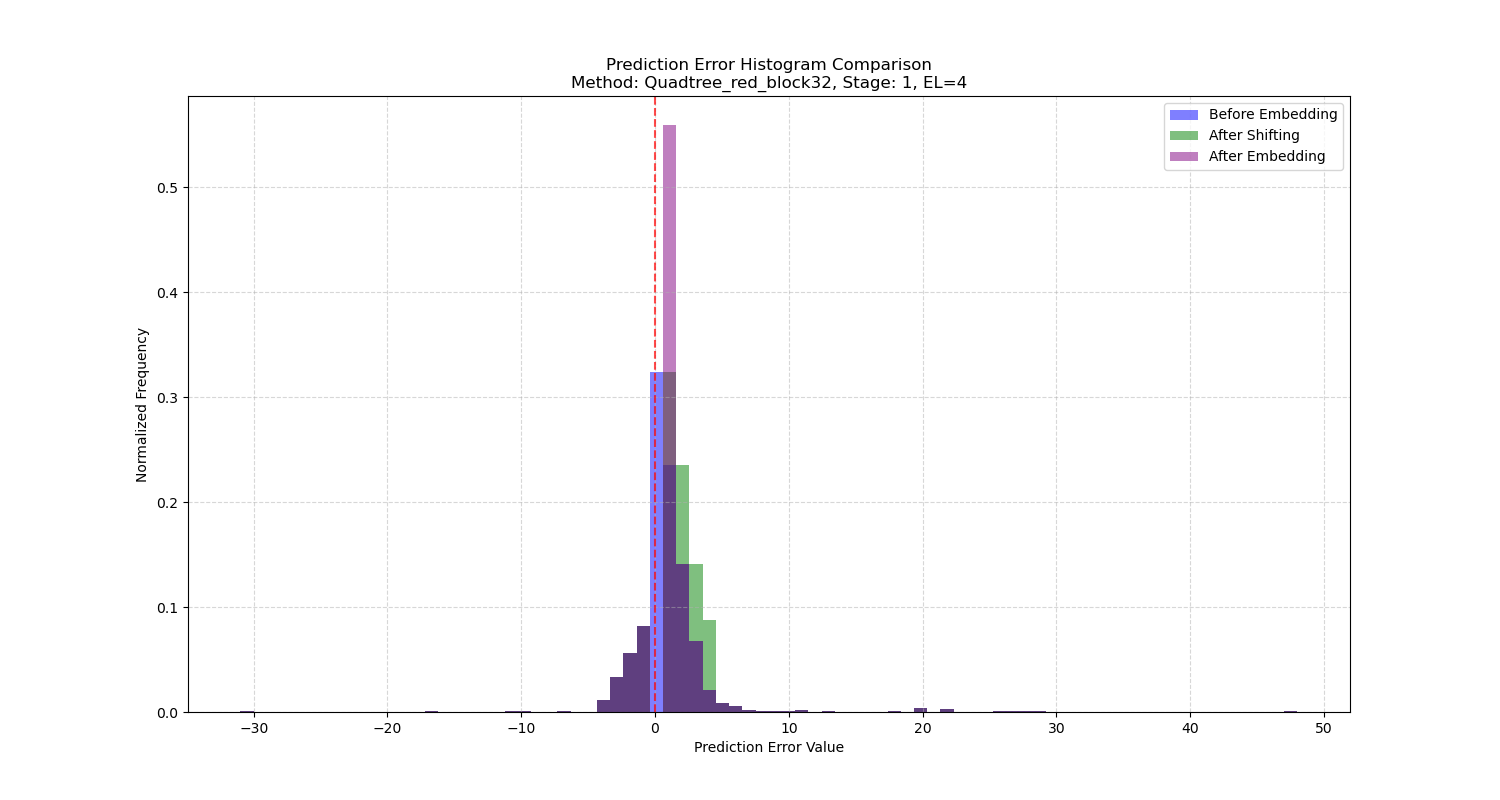 Prediction Error Histogram Comparison
Method: Quadtree_red_block32, Stage: 1, EL=4
Before Embedding
After Shifting
After Embedding
Normalized Frequency
0.5
0.4
0.3
0.2
0.1
0.0
−30
−20
−10
0
10
20
30
40
50
Prediction Error Value